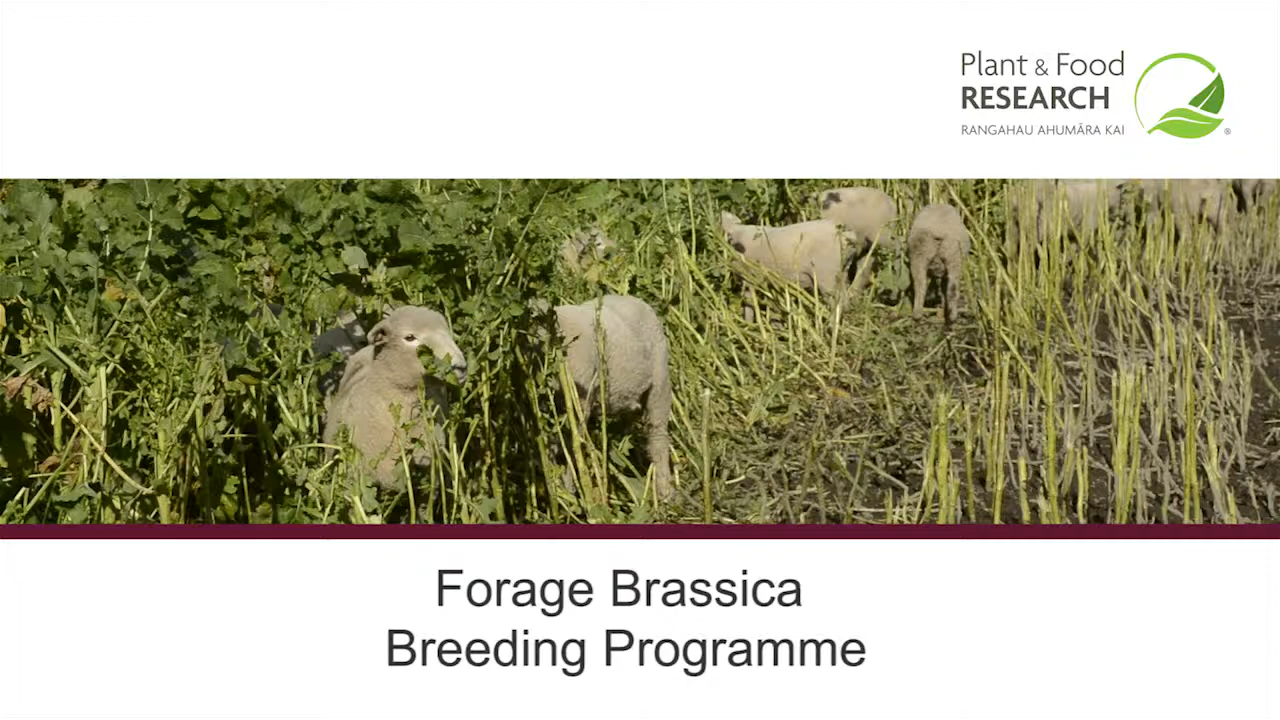 Plant & Food
RESEARCH
RANGAHAU AHUMĀRA KAI
®
Forage Brassica
Breeding Programme